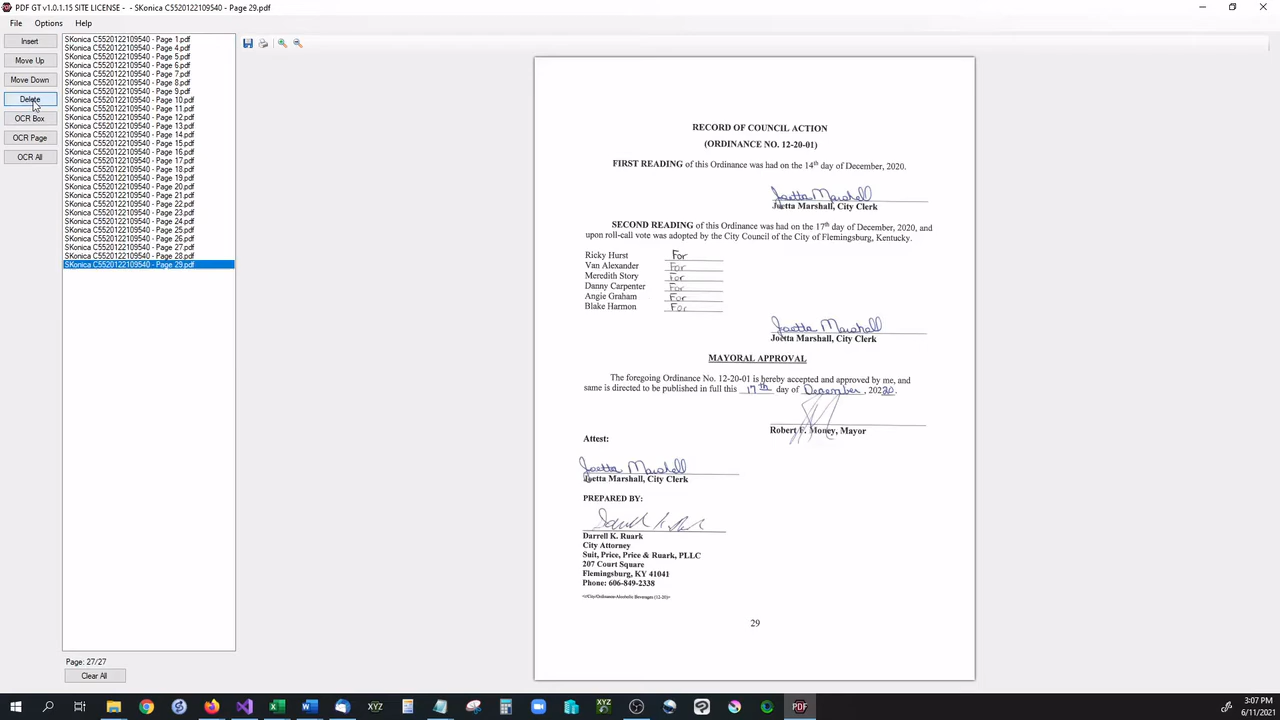 PDF GT v1.0.1.15 SITE LICENSE - - SKonica C5520122109540 - Page 29.pdf
File Options Help
Insert
Move Up
Move Down
Delete
OCR Box
OCR Page
OCR All
SKonica C5520122109540 - Page 1.pdf
SKonica C5520122109540 - Page 4.pdf
SKonica C5520122109540 - Page 5.pdf
SKonica C5520122109540 - Page 6.pdf
SKonica C5520122109540 - Page 7.pdf
SKonica C5520122109540 - Page 8.pdf
SKonica C5520122109540 - Page 9.pdf
SKonica C5520122109540 - Page 10.pdf
SKonica C5520122109540 - Page 11.pdf
SKonica C5520122109540 - Page 12.pdf
SKonica C5520122109540 - Page 13.pdf
SKonica C5520122109540 - Page 14.pdf
SKonica C5520122109540 - Page 15.pdf
SKonica C5520122109540 - Page 16.pdf
SKonica C5520122109540 - Page 17.pdf
SKonica C5520122109540 - Page 18.pdf
SKonica C5520122109540 - Page 19.pdf
SKonica C5520122109540 - Page 20.pdf
SKonica C5520122109540 - Page 21.pdf
SKonica C5520122109540 - Page 22.pdf
SKonica C5520122109540 - Page 23.pdf
SKonica C5520122109540 - Page 24.pdf
SKonica C5520122109540 - Page 25.pdf
SKonica C5520122109540 - Page 26.pdf
SKonica C5520122109540 - Page 27.pdf
SKonica C5520122109540 - Page 28.pdf
SKonica C5520122109540 - Page 29.pdf
Page: 27/27
Clear All
RECORD OF COUNCIL ACTION
(ORDINANCE NO. 12-20-01)
FIRST READING of this Ordinance was had on the 14th day of December, 2020.
Joetta Marshall
Joetta Marshall, City Clerk
SECOND READING of this Ordinance was had on the 17th day of December, 2020, and
upon roll-call vote was adopted by the City Council of the City of Flemingsburg, Kentucky.
Ricky Hurst For
Van Alexander For
Meredith Story For
Danny Carpenter For
Angie Graham For
Blake Harmon For
Joetta Marshall
Joetta Marshall, City Clerk
MAYORAL APPROVAL
The foregoing Ordinance No. 12-20-01 is hereby accepted and approved by me, and
same is directed to be published in full this 17th day of December, 2020.
Robert F. Money, Mayor
Attest:
Joetta Marshall
Joetta Marshall, City Clerk
PREPARED BY:
Darrell K. Ruark
City Attorney
Suit, Price, Price & Ruark, PLLC
207 Court Square
Flemingsburg, KY 41041
Phone: 606-849-2338
29
XYZ
XYZ
PDF
3:07 PM
6/11/2021